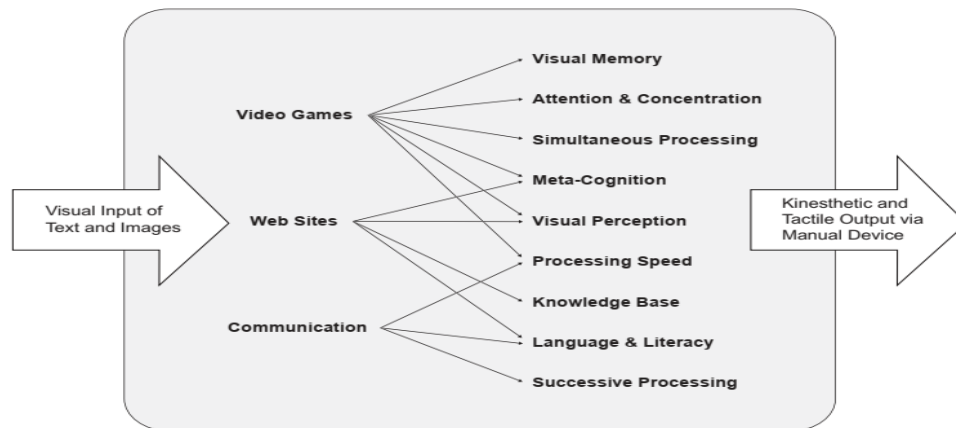 Visual Memory
Attention & Concentration
Video Games
Simultaneous Processing
Meta-Cognition
Visual Input of
Text and Images
Web Sites
Visual Perception
Kinesthetic and
Tactile Output via
Manual Device
Processing Speed
Knowledge Base
Communication
Language & Literacy
Successive Processing